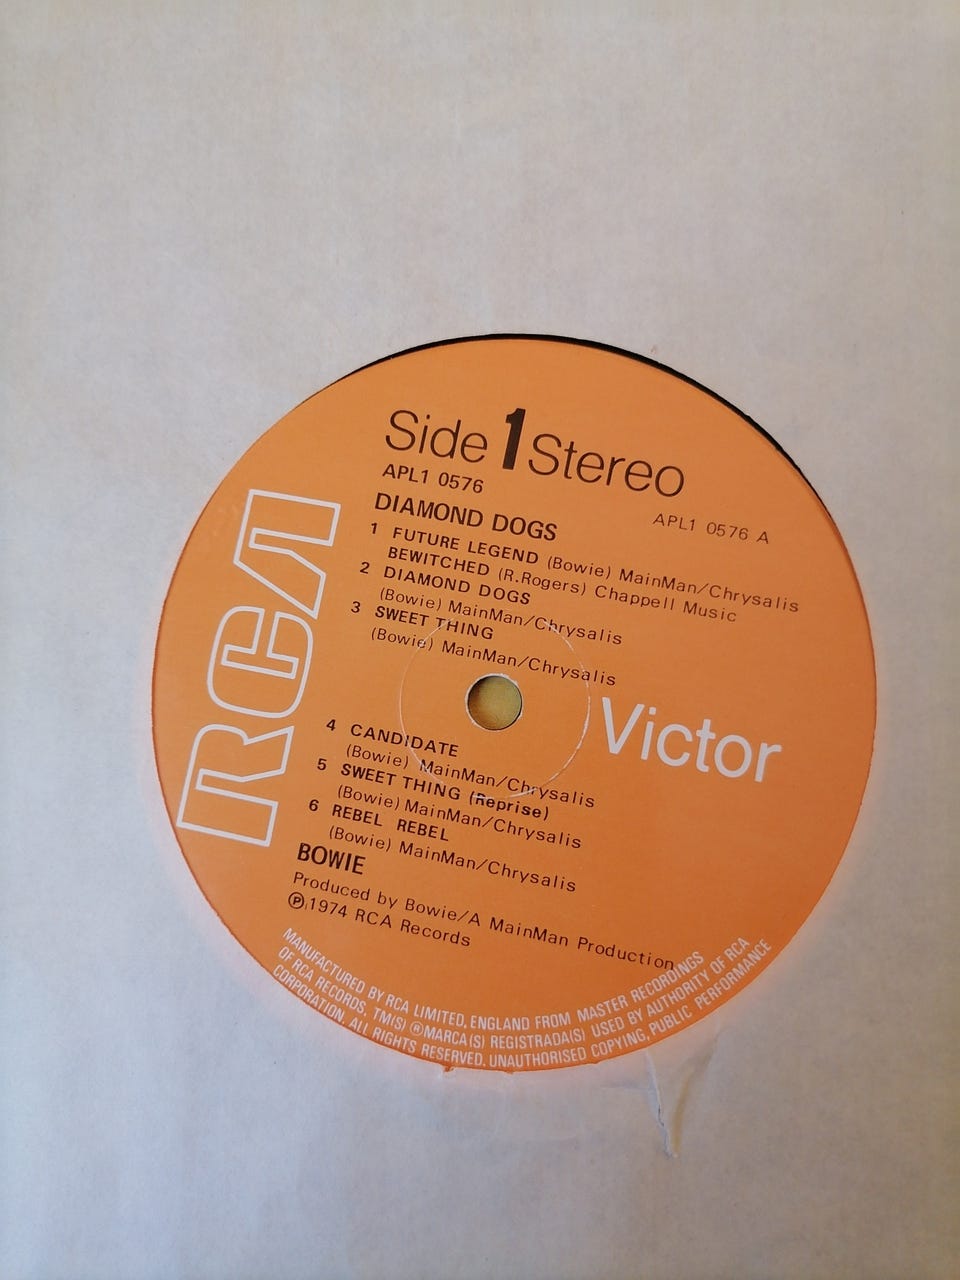 Side 1 Stereo
APL1 0576
APL1 0576 A
DIAMOND DOGS
1 FUTURE LEGEND (Bowie) MainMan/Chrysalis
BEWITCHED (R.Rogers) Chappell Music
2 DIAMOND DOGS
(Bowie) MainMan/Chrysalis
3 SWEET THING
(Bowie) MainMan/Chrysalis
RCA
Victor
4 CANDIDATE
(Bowie) MainMan/Chrysalis
5 SWEET THING (Reprise)
(Bowie) MainMan/Chrysalis
6 REBEL REBEL
(Bowie) MainMan/Chrysalis
BOWIE
Produced by Bowie/A MainMan Production
℗1974 RCA Records
MANUFACTURED BY RCA LIMITED, ENGLAND FROM MASTER RECORDINGS
OF RCA RECORDS, TM(S) ® MARCA(S) REGISTRADA(S) USED BY AUTHORITY OF RCA
CORPORATION. ALL RIGHTS RESERVED. UNAUTHORISED COPYING, PUBLIC PERFORMANCE